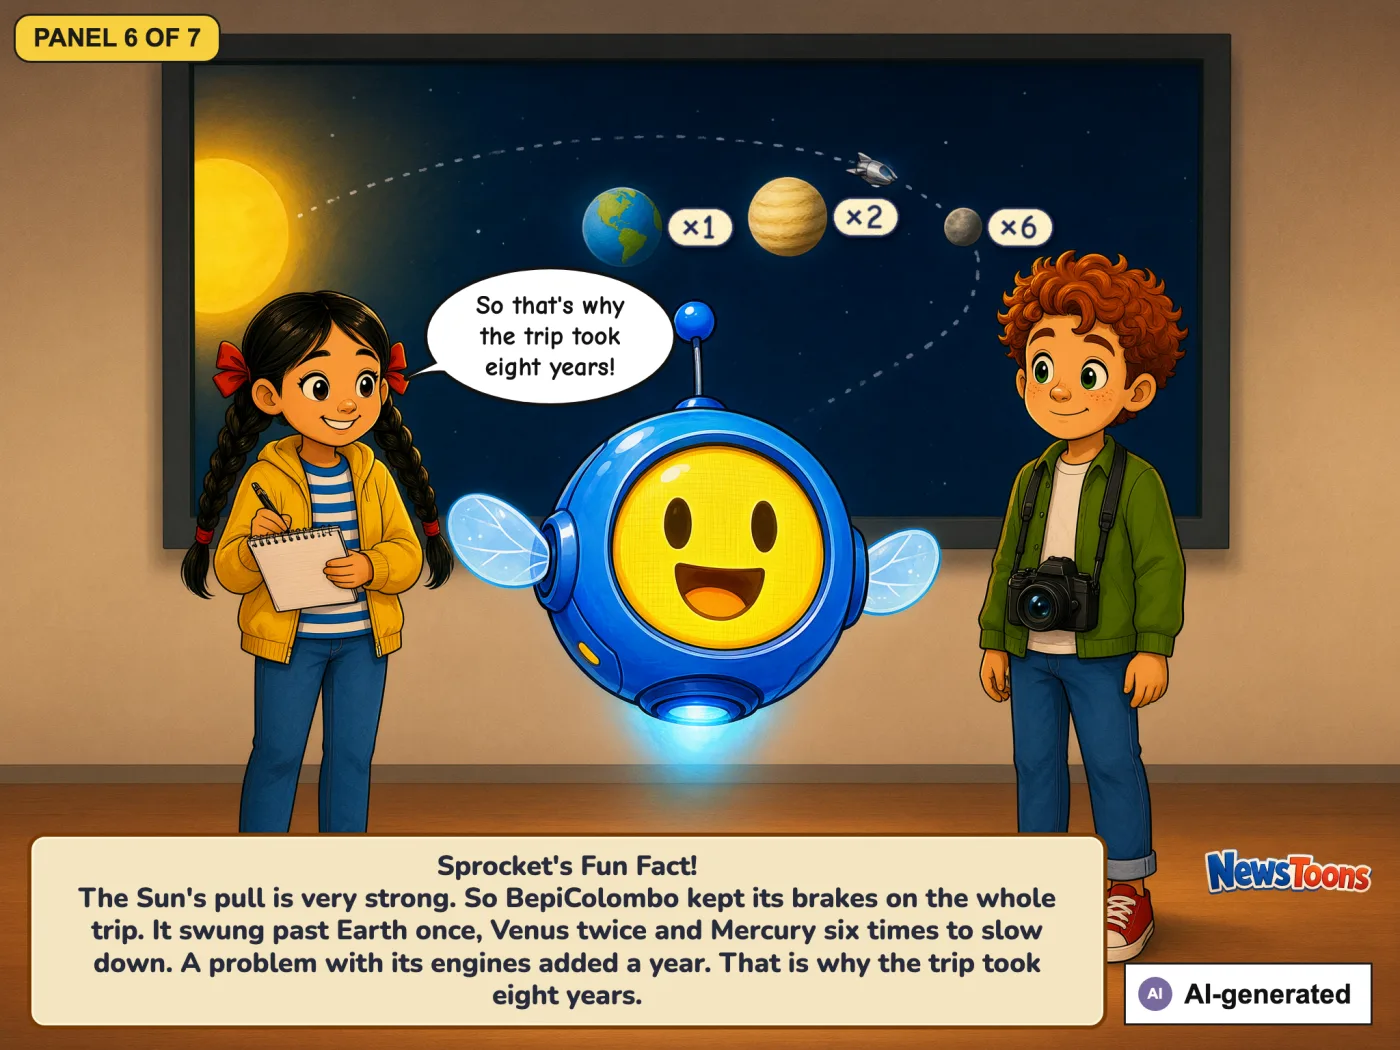 PANEL 6 OF 7
×1
×2
×6
So that's why
the trip took
eight years!
Sprocket's Fun Fact!
The Sun's pull is very strong. So BepiColombo kept its brakes on the whole
trip. It swung past Earth once, Venus twice and Mercury six times to slow
down. A problem with its engines added a year. That is why the trip took
eight years.
NewsToons
AI AI-generated